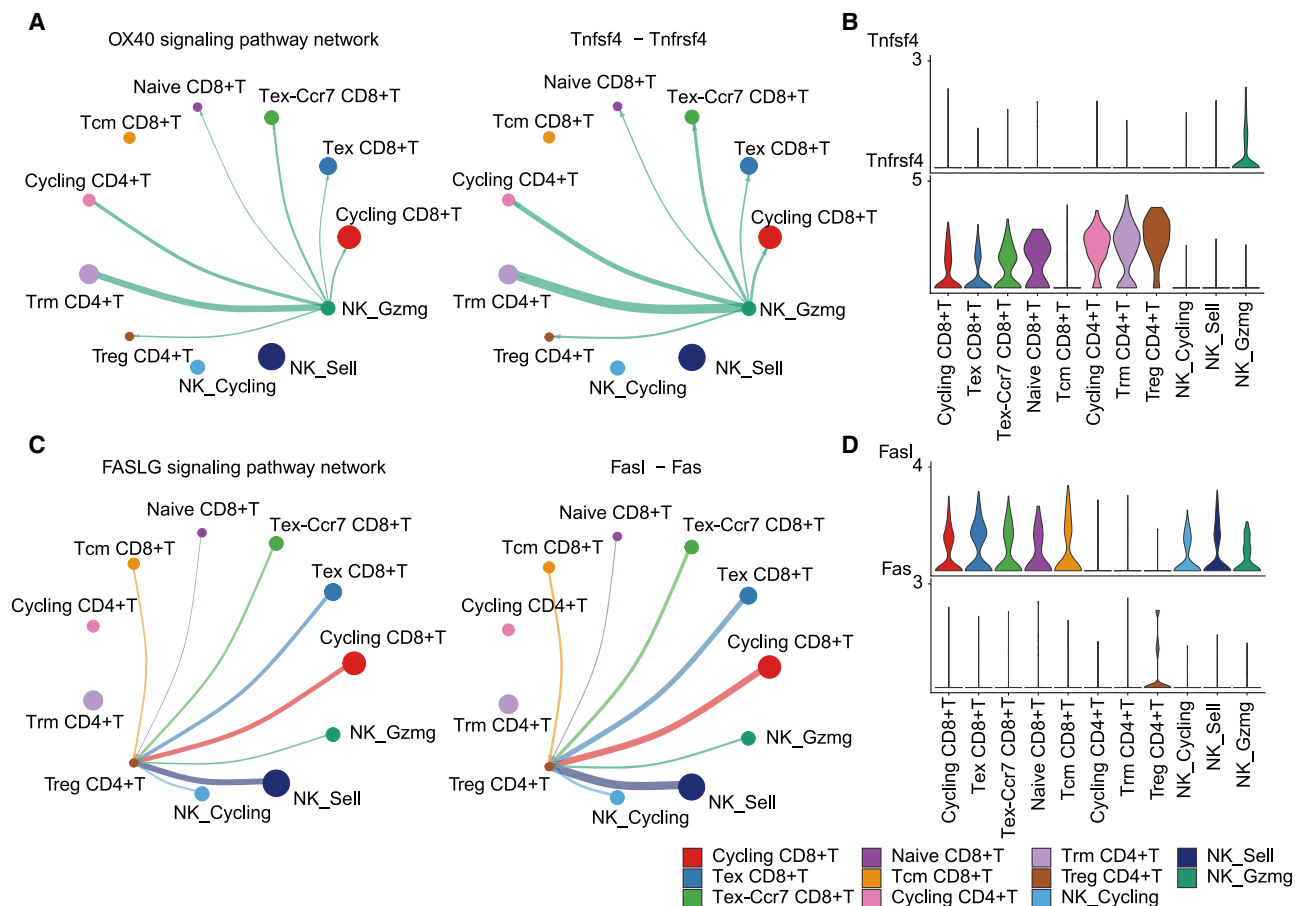 A
OX40 signaling pathway network
Naive CD8+T
Tex-Ccr7 CD8+T
Tcm CD8+T
Tex CD8+T
Cycling CD4+T
Cycling CD8+T
Trm CD4+T
NK_Gzmg
Treg CD4+T
NK_Sell
NK_Cycling
Tnfsf4 – Tnfrsf4
Naive CD8+T
Tex-Ccr7 CD8+T
Tcm CD8+T
Tex CD8+T
Cycling CD4+T
Cycling CD8+T
Trm CD4+T
NK_Gzmg
Treg CD4+T
NK_Sell
NK_Cycling
B
Tnfsf4
3
Tnfrsf4
5
Cycling CD8+T
Tex CD8+T
Tex-Ccr7 CD8+T
Naive CD8+T
Tcm CD8+T
Cycling CD4+T
Trm CD4+T
Treg CD4+T
NK_Cycling
NK_Sell
NK_Gzmg
C
FASLG signaling pathway network
Naive CD8+T
Tex-Ccr7 CD8+T
Tcm CD8+T
Tex CD8+T
Cycling CD4+T
Cycling CD8+T
Trm CD4+T
NK_Gzmg
Treg CD4+T
NK_Sell
NK_Cycling
Fasl – Fas
Naive CD8+T
Tex-Ccr7 CD8+T
Tcm CD8+T
Tex CD8+T
Cycling CD4+T
Cycling CD8+T
Trm CD4+T
NK_Gzmg
Treg CD4+T
NK_Sell
NK_Cycling
D
Fasl
4
Fas
3
Cycling CD8+T
Tex CD8+T
Tex-Ccr7 CD8+T
Naive CD8+T
Tcm CD8+T
Cycling CD4+T
Trm CD4+T
Treg CD4+T
NK_Cycling
NK_Sell
NK_Gzmg
Cycling CD8+T
Tex CD8+T
Tex-Ccr7 CD8+T
Naive CD8+T
Tcm CD8+T
Cycling CD4+T
Trm CD4+T
Treg CD4+T
NK_Cycling
NK_Sell
NK_Gzmg